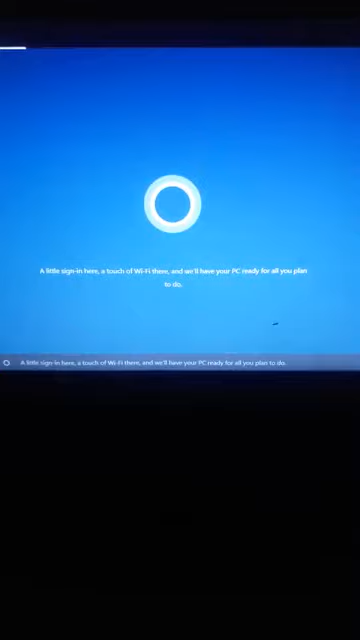 A little sign-in here, a touch of Wi-Fi there, and we'll have your PC ready for all you plan
to do.
A little sign-in here, a touch of Wi-Fi there, and we'll have your PC ready for all you plan to do.